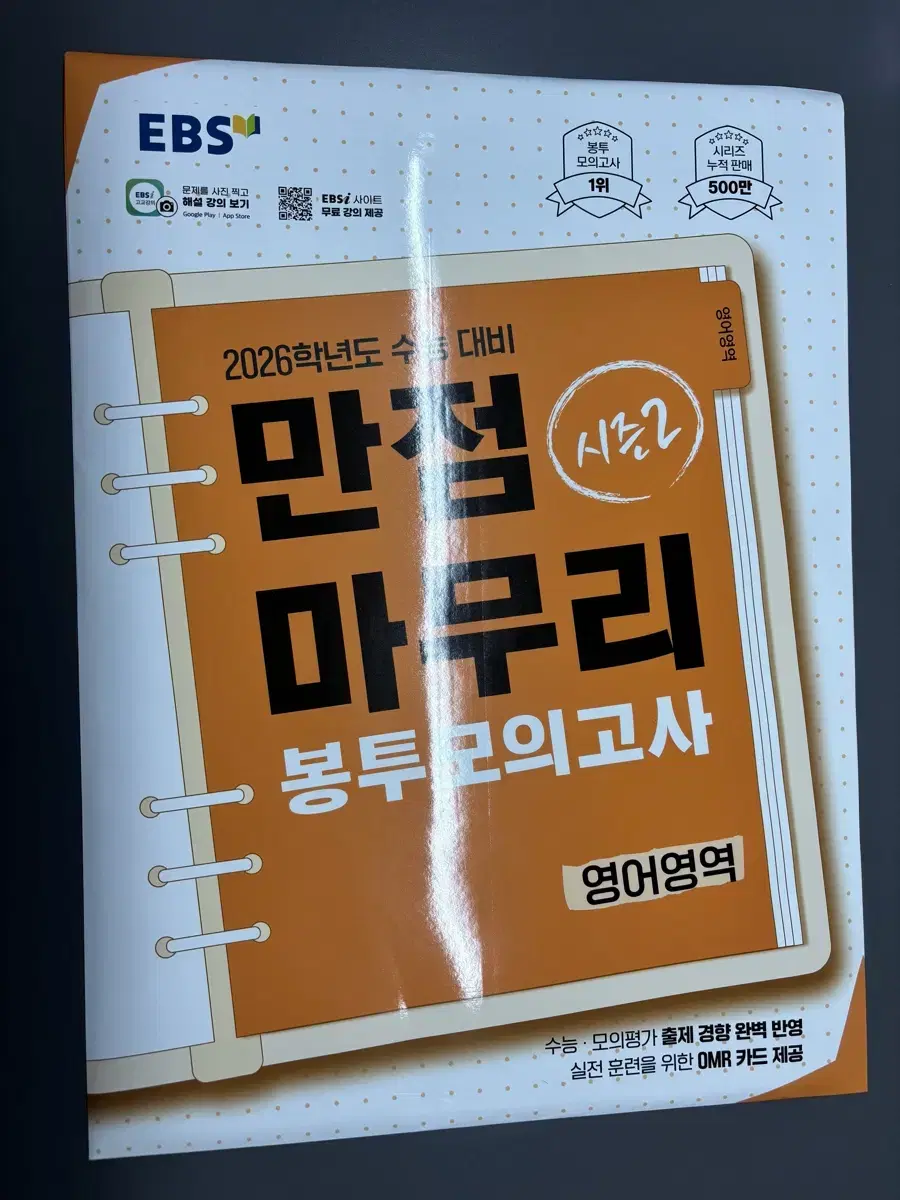 EBS
EBSi
고교강의
문제를 사진 찍고
해설 강의 보기
Google Play | App Store
EBSi 사이트
무료 강의 제공
봉투
모의고사
1위
시리즈
누적 판매
500만
영어영역
2026학년도 수능 대비
만점
시즌2
마무리
봉투모의고사
영어영역
수능·모의평가 출제 경향 완벽 반영
실전 훈련을 위한 OMR 카드 제공